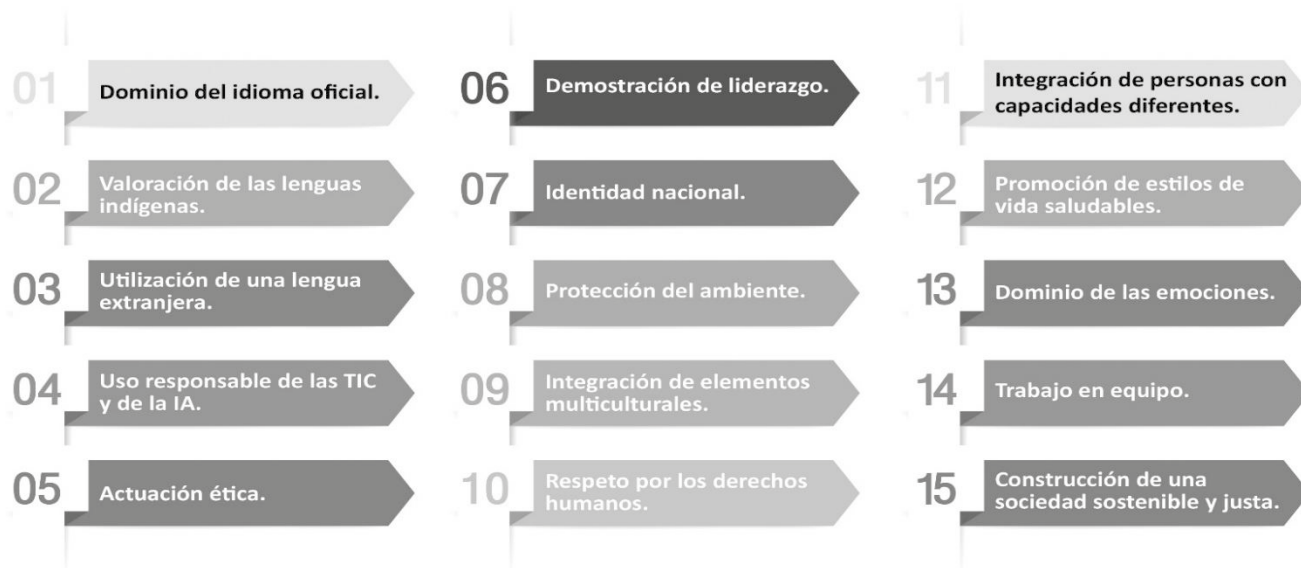 01
Dominio del idioma oficial.
02
Valoración de las lenguas
indígenas.
03
Utilización de una lengua
extranjera.
04
Uso responsable de las TIC
y de la IA.
05
Actuación ética.
06
Demostración de liderazgo.
07
Identidad nacional.
08
Protección del ambiente.
09
Integración de elementos
multiculturales.
10
Respeto por los derechos
humanos.
11
Integración de personas con
capacidades diferentes.
12
Promoción de estilos de
vida saludables.
13
Dominio de las emociones.
14
Trabajo en equipo.
15
Construcción de una
sociedad sostenible y justa.